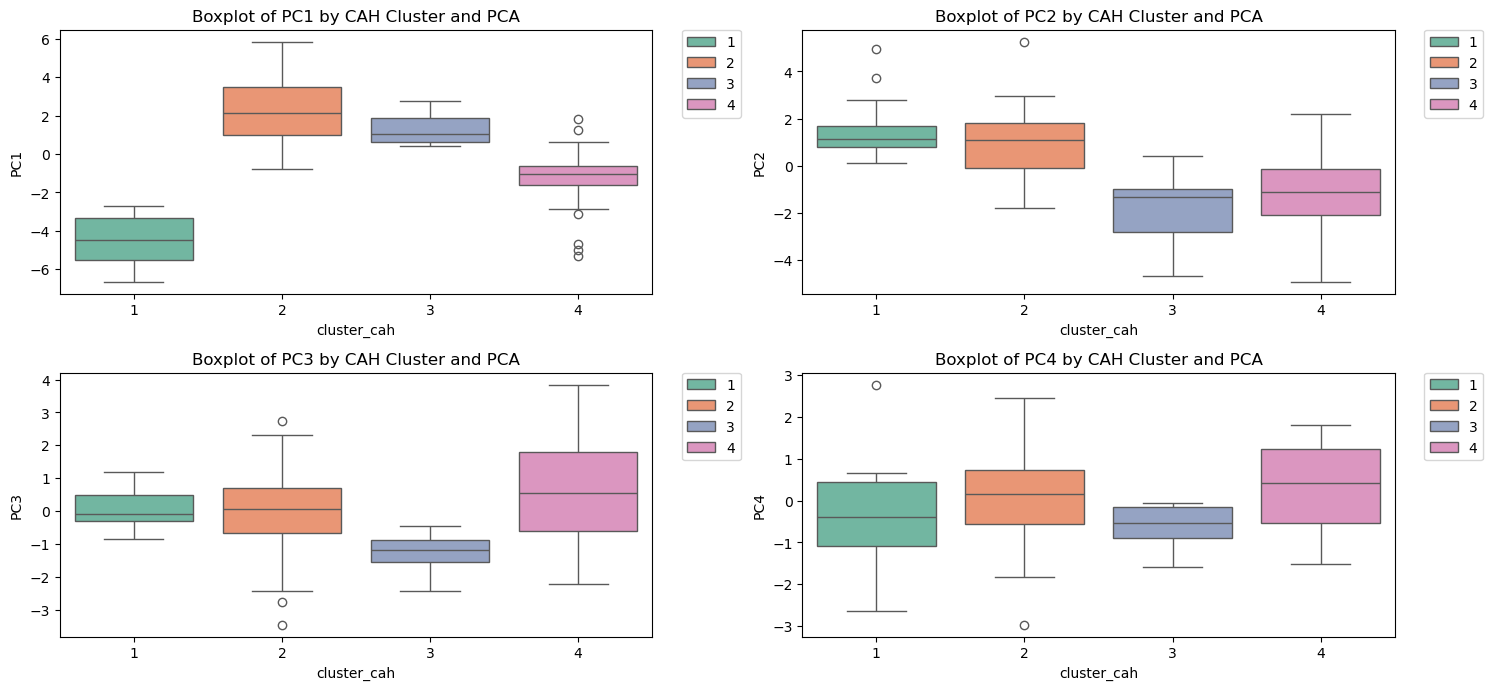 Boxplot of PC1 by CAH Cluster and PCA
PC1
6
4
2
0
−2
−4
−6
1 2 3 4
cluster_cah
1
2
3
4
Boxplot of PC2 by CAH Cluster and PCA
PC2
4
2
0
−2
−4
1 2 3 4
cluster_cah
1
2
3
4
Boxplot of PC3 by CAH Cluster and PCA
PC3
4
3
2
1
0
−1
−2
−3
1 2 3 4
cluster_cah
1
2
3
4
Boxplot of PC4 by CAH Cluster and PCA
PC4
3
2
1
0
−1
−2
−3
1 2 3 4
cluster_cah
1
2
3
4